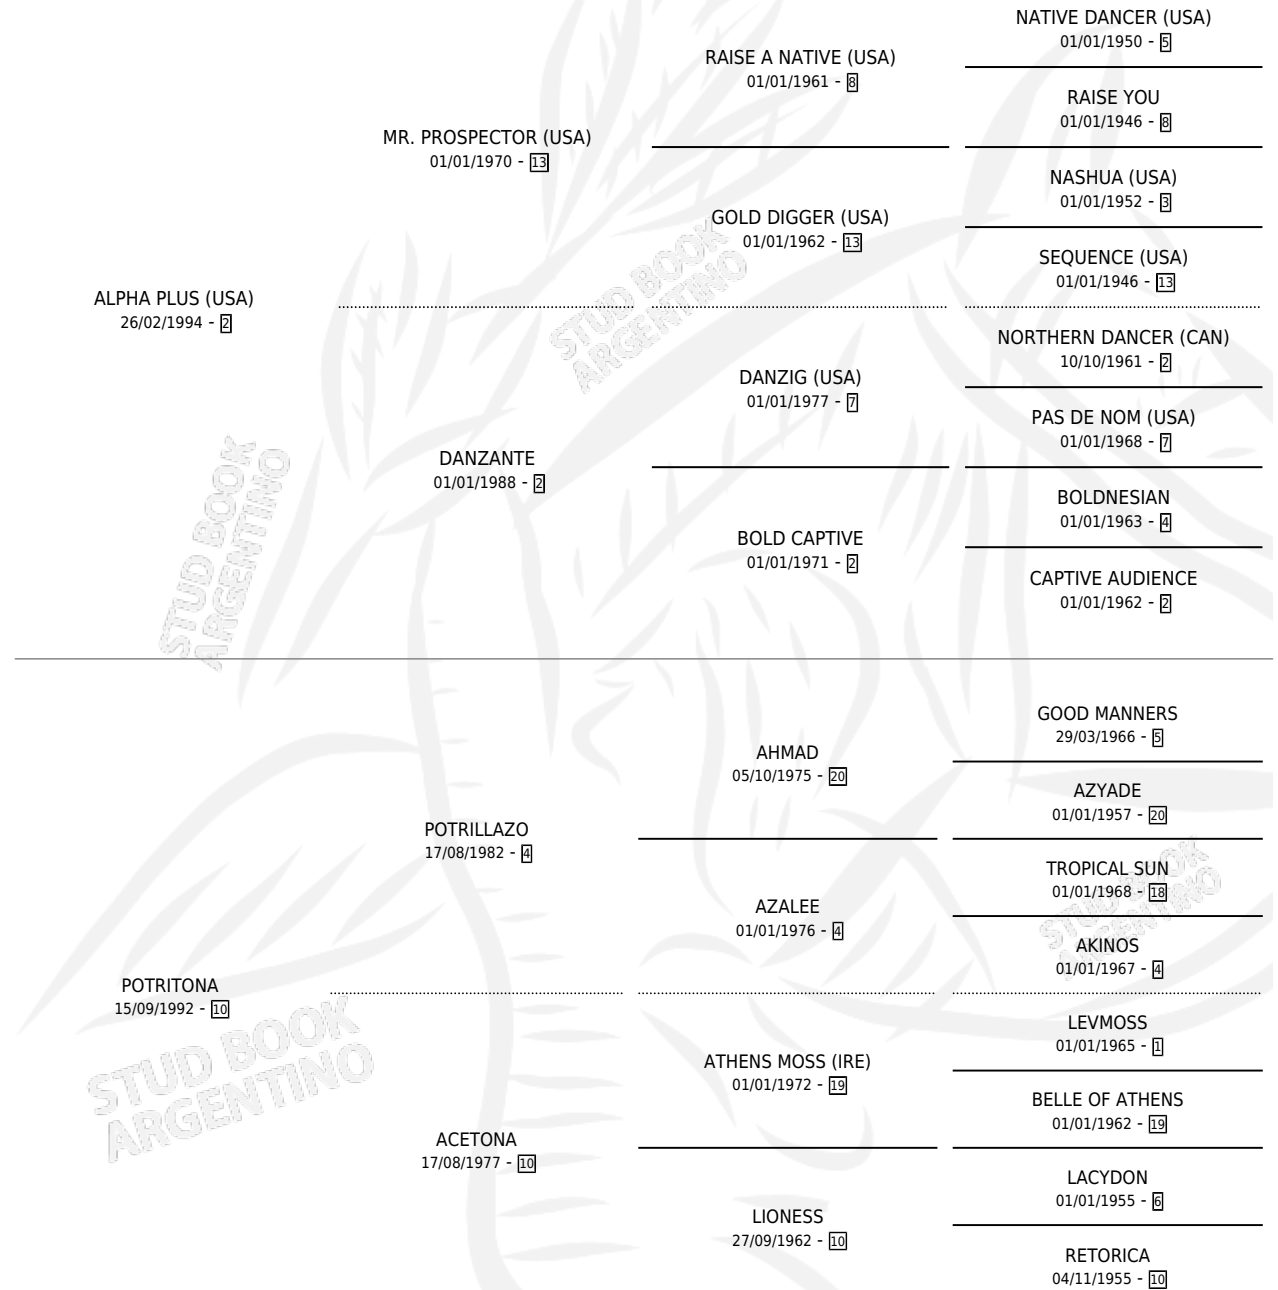 NATIVE DANCER (USA)
01/01/1950 - 5
RAISE A NATIVE (USA)
01/01/1961 - 8
RAISE YOU
01/01/1946 - 8
MR. PROSPECTOR (USA)
01/01/1970 - 13
NASHUA (USA)
01/01/1952 - 3
GOLD DIGGER (USA)
01/01/1962 - 13
SEQUENCE (USA)
01/01/1946 - 13
ALPHA PLUS (USA)
26/02/1994 - 2
NORTHERN DANCER (CAN)
10/10/1961 - 2
DANZIG (USA)
01/01/1977 - 7
PAS DE NOM (USA)
01/01/1968 - 7
DANZANTE
01/01/1988 - 2
BOLDNESIAN
01/01/1963 - 4
BOLD CAPTIVE
01/01/1971 - 2
CAPTIVE AUDIENCE
01/01/1962 - 2
GOOD MANNERS
29/03/1966 - 5
AHMAD
05/10/1975 - 20
AZYADE
01/01/1957 - 20
POTRILLAZO
17/08/1982 - 4
TROPICAL SUN
01/01/1968 - 18
AZALEE
01/01/1976 - 4
AKINOS
01/01/1967 - 4
POTRITONA
15/09/1992 - 10
LEVMOSS
01/01/1965 - 1
ATHENS MOSS (IRE)
01/01/1972 - 19
BELLE OF ATHENS
01/01/1962 - 19
ACETONA
17/08/1977 - 10
LACYDON
01/01/1955 - 6
LIONESS
27/09/1962 - 10
RETORICA
04/11/1955 - 10
STUD BOOK
ARGENTINO
STUD BOOK
ARGENTINO
STUD BOOK
ARGENTINO
STUD BOOK
ARGENTINO